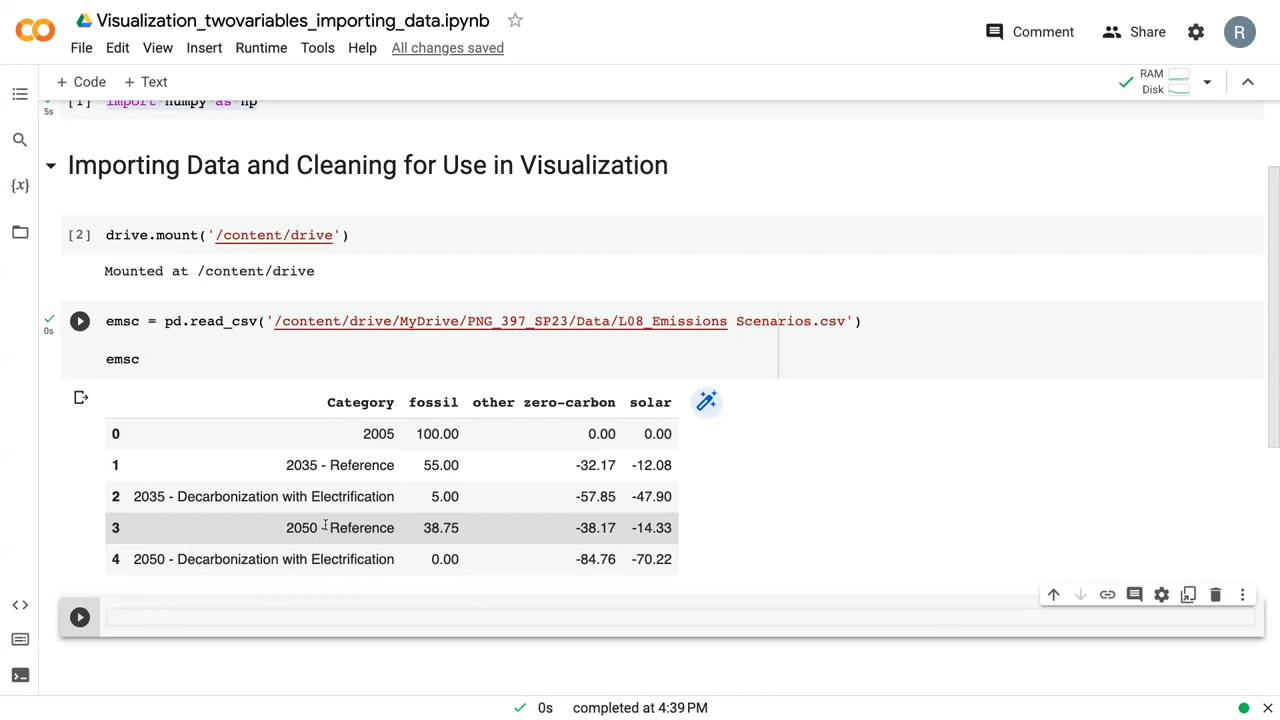 Visualization_twovariables_importing_data.ipynb
File Edit View Insert Runtime Tools Help All changes saved
Comment Share R
+ Code + Text
RAM
Disk
[1] import numpy as np
5s
Importing Data and Cleaning for Use in Visualization
{x}
[2] drive.mount('/content/drive')
Mounted at /content/drive
emsc = pd.read_csv('/content/drive/MyDrive/PNG_397_SP23/Data/L08_Emissions Scenarios.csv')
0s
emsc
Category fossil other zero-carbon solar
0 2005 100.00 0.00 0.00
1 2035 - Reference 55.00 -32.17 -12.08
2 2035 - Decarbonization with Electrification 5.00 -57.85 -47.90
3 2050 - Reference 38.75 -38.17 -14.33
4 2050 - Decarbonization with Electrification 0.00 -84.76 -70.22
0s completed at 4:39 PM